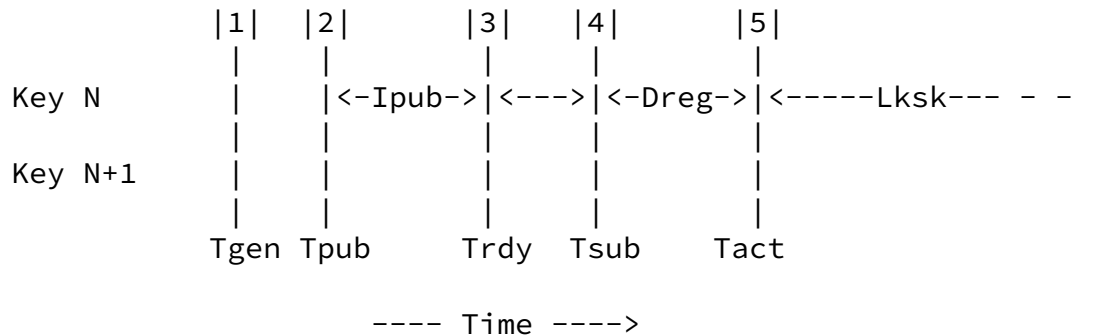 |1| |2| |3| |4| |5|
| | | | |
Key N | |<-Ipub->|<--->|<-Dreg->|<-----Lksk--- - -
| | | | |
Key N+1 | | | | |
| | | | |
Tgen Tpub Trdy Tsub Tact
---- Time ---->